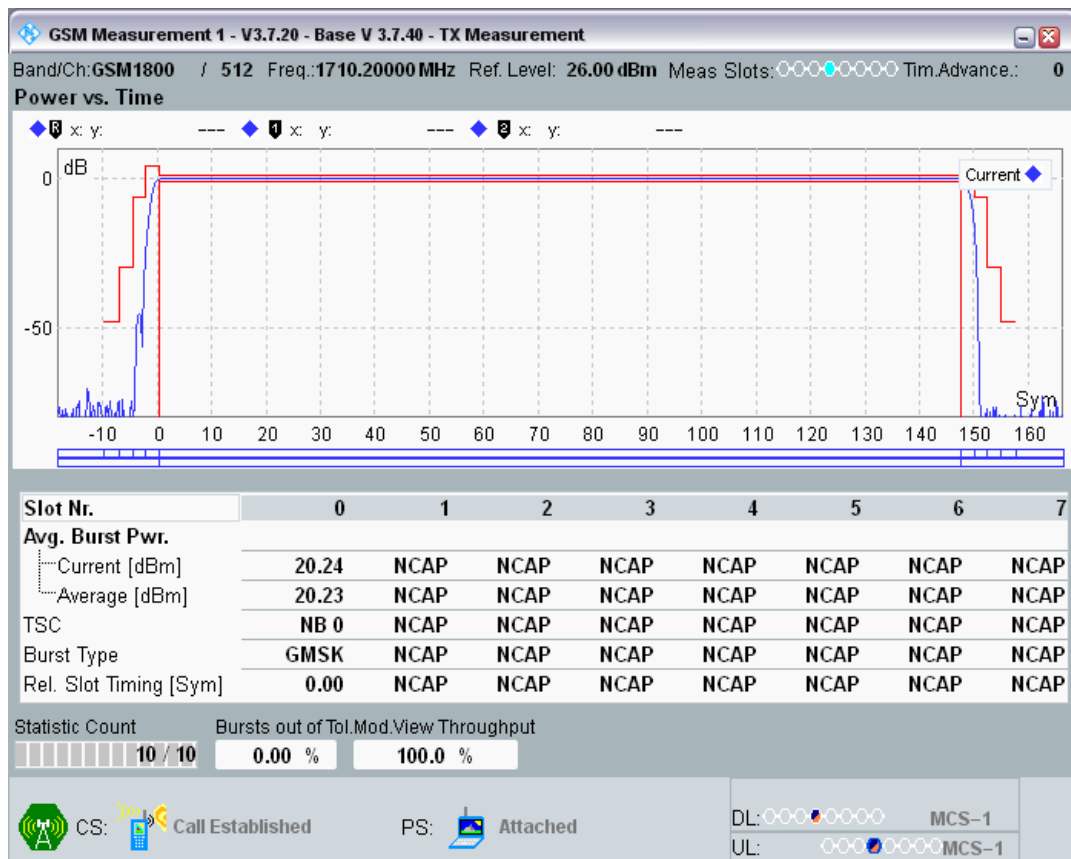 GSM Measurement 1 - V3.7.20 - Base V 3.7.40 - TX Measurement
Band/Ch:GSM1800 / 512 Freq.:1710.20000 MHz Ref. Level: 26.00 dBm Meas Slots: Tim.Advance.: 0
Power vs. Time
R x: y: --- 1 x: y: --- 2 x: y: ---
dB
0
Current
-50
Sym
-10 0 10 20 30 40 50 60 70 80 90 100 110 120 130 140 150 160
Slot Nr. 0 1 2 3 4 5 6 7
Avg. Burst Pwr.
Current [dBm] 20.24 NCAP NCAP NCAP NCAP NCAP NCAP NCAP
Average [dBm] 20.23 NCAP NCAP NCAP NCAP NCAP NCAP NCAP
TSC NB 0 NCAP NCAP NCAP NCAP NCAP NCAP NCAP
Burst Type GMSK NCAP NCAP NCAP NCAP NCAP NCAP NCAP
Rel. Slot Timing [Sym] 0.00 NCAP NCAP NCAP NCAP NCAP NCAP NCAP
Statistic Count Bursts out of Tol.Mod.View Throughput
10 / 10 0.00 % 100.0 %
CS: Call Established PS: Attached
DL: MCS-1
UL: MCS-1